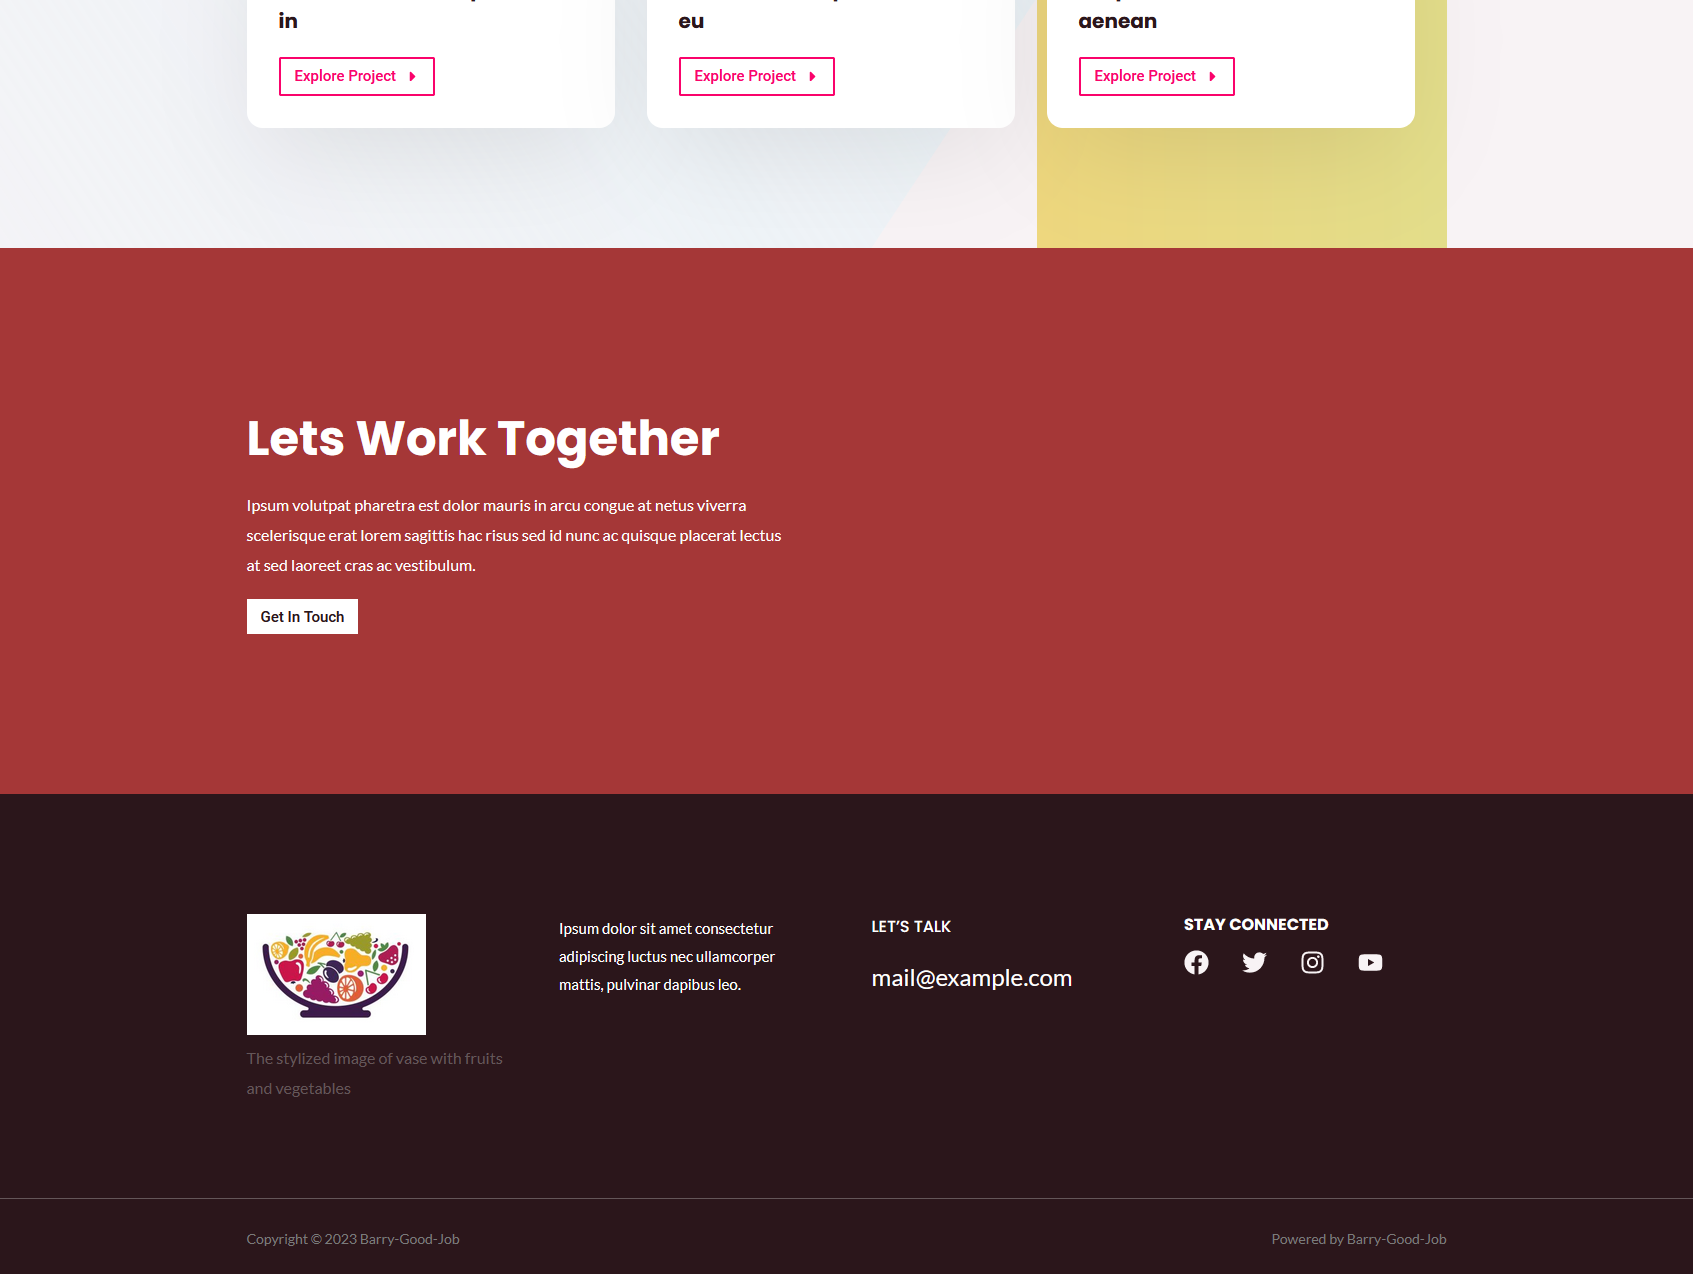 in
eu
aenean
Explore Project
Explore Project
Explore Project
Lets Work Together
Ipsum volutpat pharetra est dolor mauris in arcu congue at netus viverra
scelerisque erat lorem sagittis hac risus sed id nunc ac quisque placerat lectus
at sed laoreet cras ac vestibulum.
Get In Touch
The stylized image of vase with fruits
and vegetables
Ipsum dolor sit amet consectetur
adipiscing luctus nec ullamcorper
mattis, pulvinar dapibus leo.
LET'S TALK
mail@example.com
STAY CONNECTED
Copyright © 2023 Barry-Good-Job
Powered by Barry-Good-Job